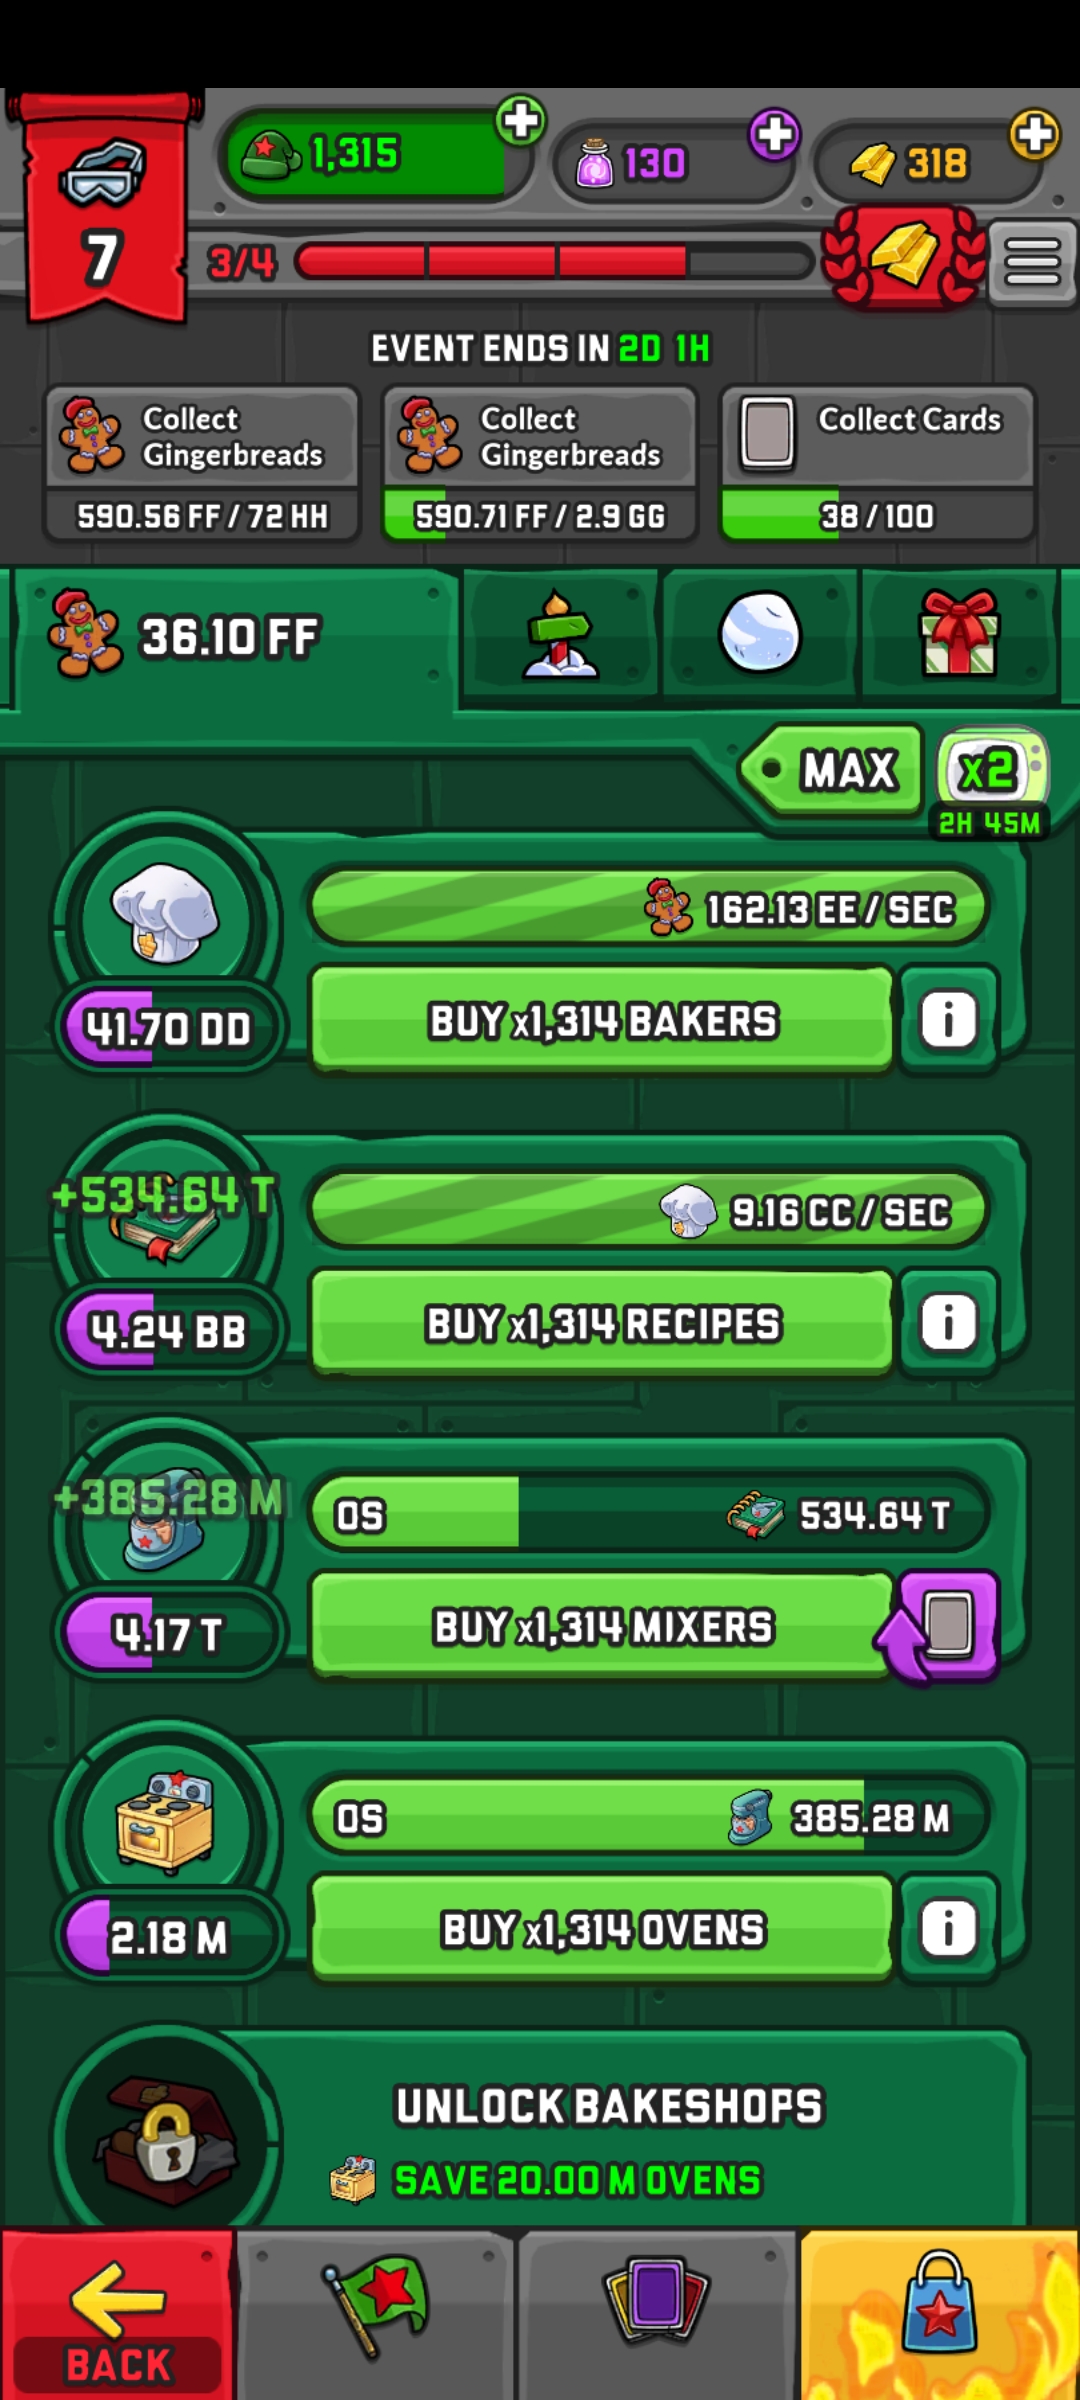 1,315
130
318
7
3/4
EVENT ENDS IN 2D 1H
Collect
Gingerbreads
590.56 FF / 72 HH
Collect
Gingerbreads
590.71 FF / 2.9 GG
Collect Cards
38 / 100
36.10 FF
MAX
x2
2H 45M
162.13 EE / SEC
41.70 DD
BUY x1,314 BAKERS
i
+534.64 T
9.16 CC / SEC
4.24 BB
BUY x1,314 RECIPES
i
+385.28 M
0S
534.64 T
4.17 T
BUY x1,314 MIXERS
0S
385.28 M
2.18 M
BUY x1,314 OVENS
i
UNLOCK BAKESHOPS
SAVE 20.00 M OVENS
BACK